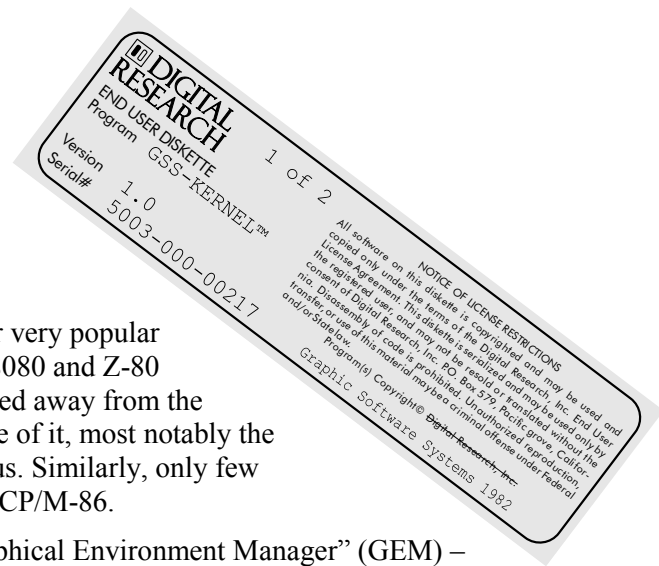 DIGITAL
RESEARCH
END USER DISKETTE
Program GSS-KERNEL™
1 of 2
Version 1.0
Serial# 5003-000-00217
NOTICE OF LICENSE RESTRICTIONS
All software on this diskette is copyrighted and may be used and
copied only under the terms of the Digital Research, Inc. End User
License Agreement. This diskette is serialized and may be used only by
the registered user, and may not be resold or translated without the
consent of Digital Research, Inc. P.O. Box 579, Pacific grove, Califor-
nia. Disassembly of code is prohibited. Unauthorized reproduction,
transfer, or use of this material may be a criminal offense under Federal
and/or State law.
Program(s) Copyright© Digital Research, Inc.
Graphic Software Systems 1982
very popular
080 and Z-80
ed away from the
e of it, most notably the
us. Similarly, only few
CP/M-86.
phical Environment Manager” (GEM) –